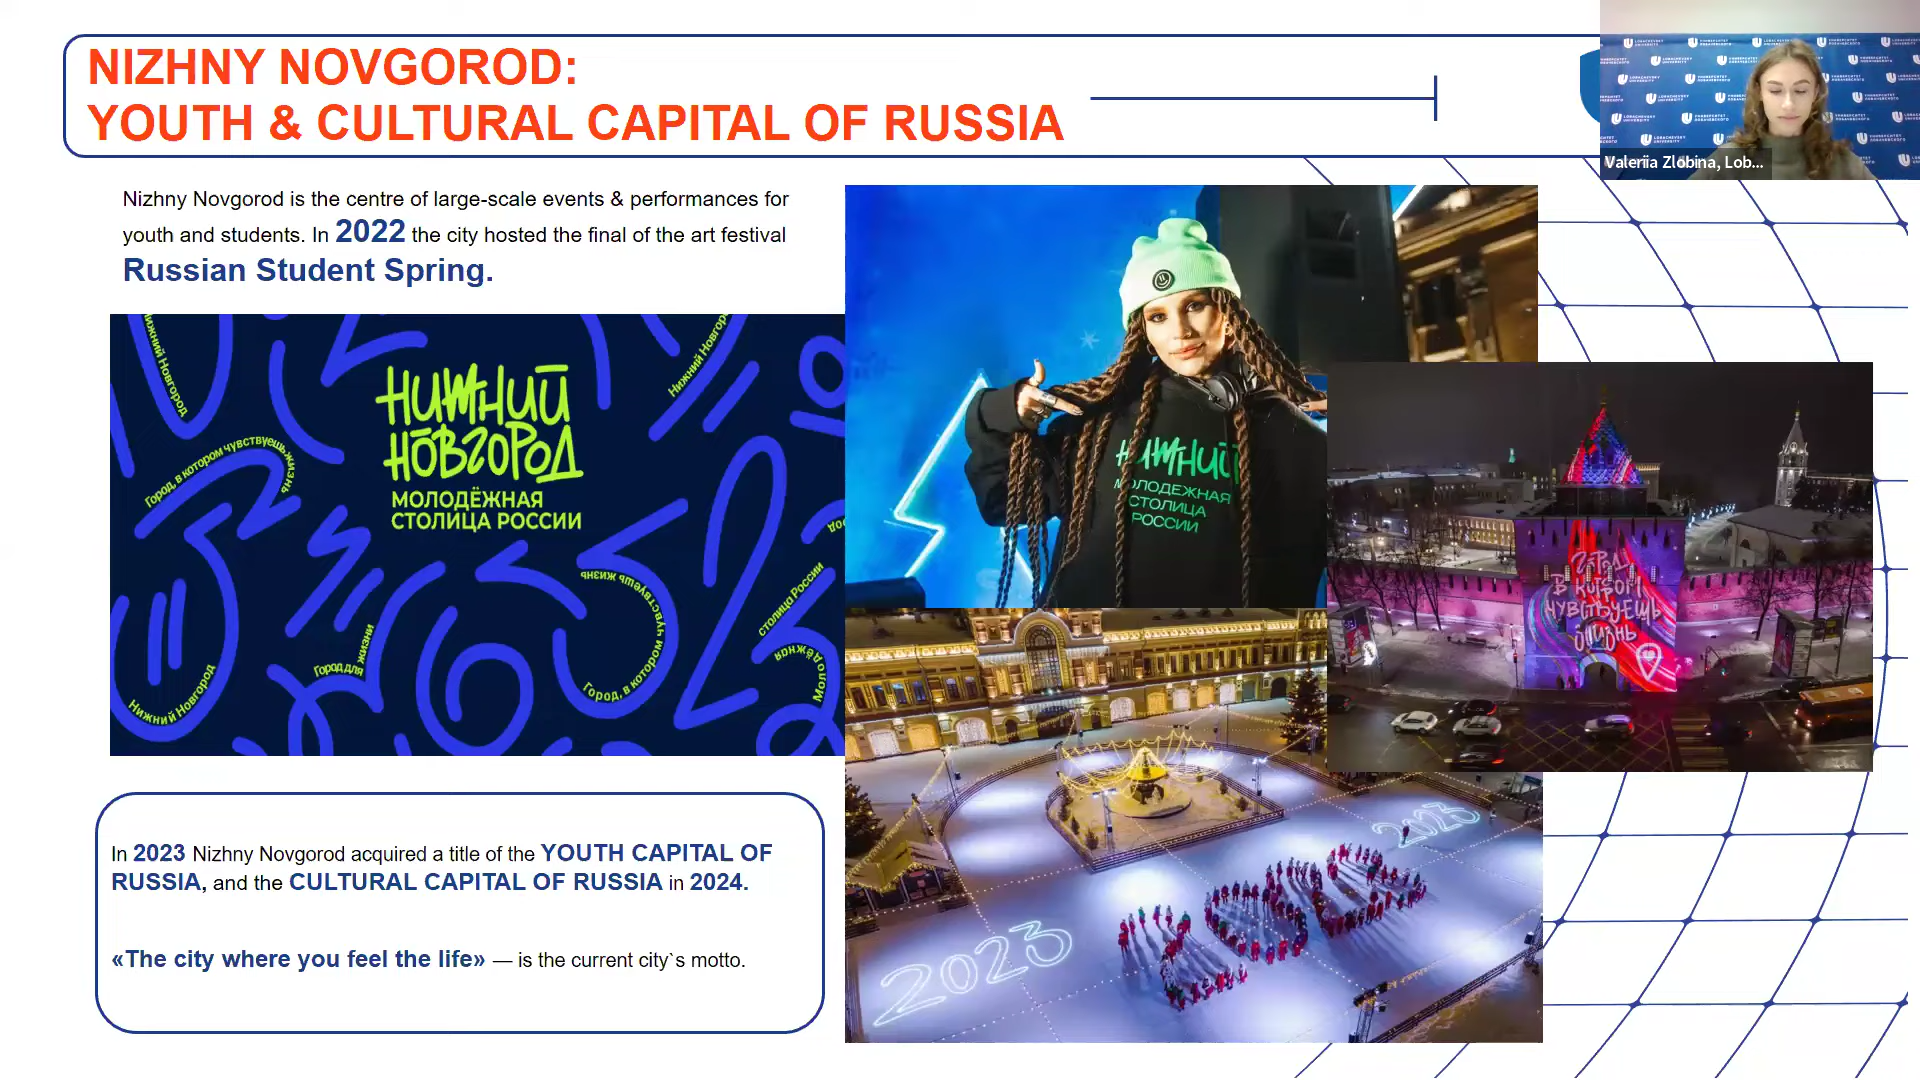 NIZHNY NOVGOROD:
YOUTH & CULTURAL CAPITAL OF RUSSIA
Valeriia Zlobina, Lob...
Nizhny Novgorod is the centre of large-scale events & performances for
youth and students. In 2022 the city hosted the final of the art festival
Russian Student Spring.
Нижний Новгород
Нижний Новгор
Город, в котором чувствуешь жизнь
НИЖНИЙ
НОВГОРОД
МОЛОДЁЖНАЯ
СТОЛИЦА РОССИИ
Город, в котором чувствуешь жизнь
столица России
Молодёжная
Город для жизни
Нижний Новгород
НИЖНИЙ
МОЛОДЕЖНАЯ
СТОЛИЦА
РОССИИ
ГОРОД
В КОТОРОМ
ЧУВСТВУЕШЬ
ЖИЗНЬ
2023
2023
In 2023 Nizhny Novgorod acquired a title of the YOUTH CAPITAL OF
RUSSIA, and the CULTURAL CAPITAL OF RUSSIA in 2024.
«The city where you feel the life» — is the current city`s motto.